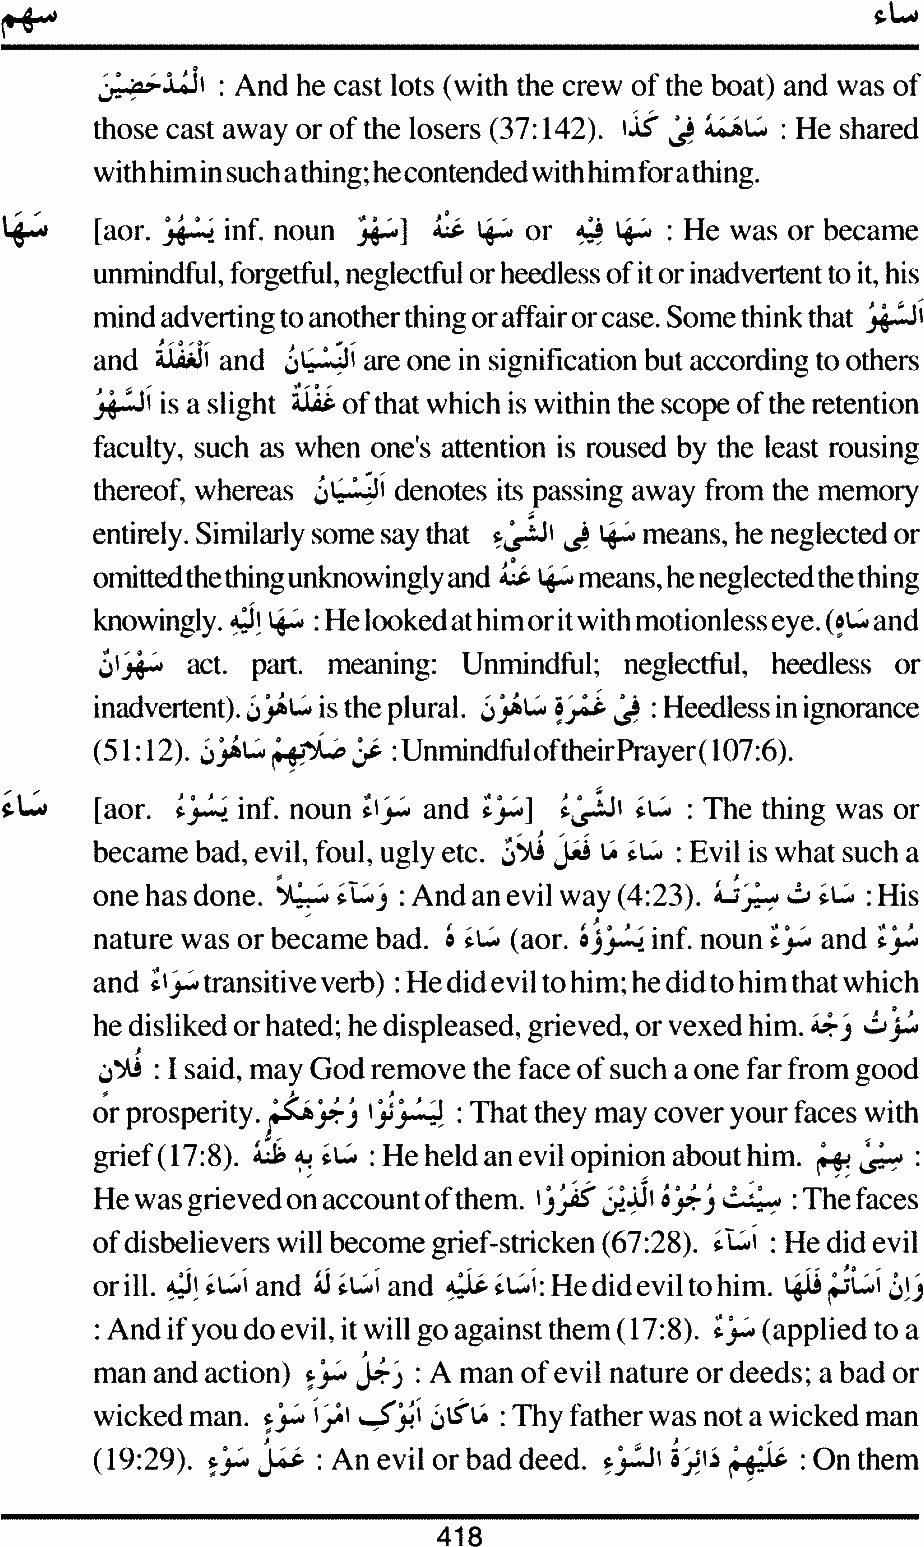 سهم ساء
اَلْمُدْحَضِيْنَ : And he cast lots (with the crew of the boat) and was of
those cast away or of the losers (37:142). سَاهَمَهٗ فِىْ كَذَا : He shared
with him in such a thing; he contended with him for a thing.
سَهَا [aor. يَسْهُوْ inf. noun سَهْوٌ] سَهَا عَنْهُ or سَهَا فِيْهِ : He was or became
unmindful, forgetful, neglectful or heedless of it or inadvertent to it, his
mind adverting to another thing or affair or case. Some think that اَلسَّهْوُ
and اَلْغَفْلَةُ and اَلنِّسْيَانُ are one in signification but according to others
اَلسَّهْوُ is a slight غَفْلَةٌ of that which is within the scope of the retention
faculty, such as when one's attention is roused by the least rousing
thereof, whereas اَلنِّسْيَانُ denotes its passing away from the memory
entirely. Similarly some say that سَهَا فِى الشَّىْءِ means, he neglected or
omitted the thing unknowingly and سَهَا عَنْهُ means, he neglected the thing
knowingly. سَهَا اِلَيْهِ : He looked at him or it with motionless eye. (سَاهٍ and
سَهْوَانٌ act. part. meaning: Unmindful; neglectful, heedless or
inadvertent). سَاهُوْنَ is the plural. فِىْ غَمْرَةٍ سَاهُوْنَ : Heedless in ignorance
(51:12). عَنْ صَلَاتِهِمْ سَاهُوْنَ : Unmindful of their Prayer (107:6).
سَاءَ [aor. يَسُوْءُ inf. noun سَوَاءٌ and سَوْءٌ] سَاءَ الشَّىْءُ : The thing was or
became bad, evil, foul, ugly etc. سَاءَ مَا فَعَلَ فُلَانٌ : Evil is what such a
one has done. وَسَآءَ سَبِيْلاً : And an evil way (4:23). سَاءَ تْ سِيْرَتُهٗ : His
nature was or became bad. سَاءَ هٗ (aor. يَسُوْؤُهٗ inf. noun سَوْءٌ and سُوْءٌ
and سَوَاءٌ transitive verb) : He did evil to him; he did to him that which
he disliked or hated; he displeased, grieved, or vexed him. سُؤْتُ وَجْهَ
فُلَانٍ : I said, may God remove the face of such a one far from good
or prosperity. لِيَسُوْئُوْا وُجُوْهَكُمْ : That they may cover your faces with
grief (17:8). سَاءَ بِهٖ ظَنُّهٗ : He held an evil opinion about him. سِيْئَ بِهِمْ :
He was grieved on account of them. سِيْئَتْ وُجُوْهُ الَّذِيْنَ كَفَرُوْا : The faces
of disbelievers will become grief-stricken (67:28). اَسَآءَ : He did evil
or ill. اَسَاءَ اِلَيْهِ and اَسَاءَ لَهٗ and اَسَاءَ عَلَيْهِ: He did evil to him. وَاِنْ اَسَأْتُمْ فَلَهَا
: And if you do evil, it will go against them (17:8). سَوْءٌ (applied to a
man and action) رَجُلُ سَوْءٍ : A man of evil nature or deeds; a bad or
wicked man. مَاكَانَ اَبُوْكِ امْرَاَ سَوْءٍ : Thy father was not a wicked man
(19:29). عَمَلُ سَوْءٍ : An evil or bad deed. عَلَيْهِمْ دَائِرَةُ السَّوْءِ : On them
418